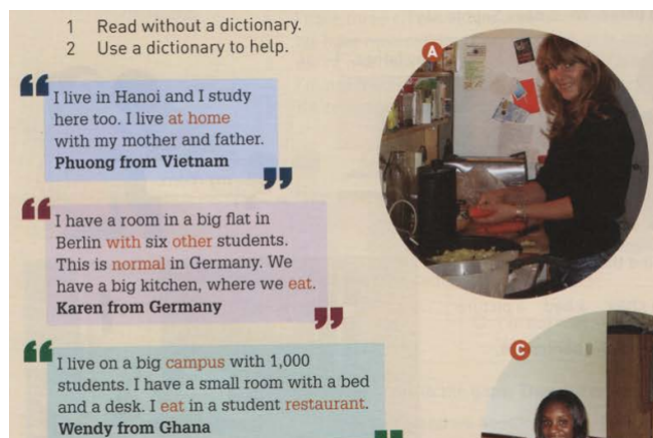 1 Read without a dictionary.
2 Use a dictionary to help.
A
❝ I live in Hanoi and I study
here too. I live at home
with my mother and father.
Phuong from Vietnam ❞
❝ I have a room in a big flat in
Berlin with six other students.
This is normal in Germany. We
have a big kitchen, where we eat.
Karen from Germany ❞
C
❝ I live on a big campus with 1,000
students. I have a small room with a bed
and a desk. I eat in a student restaurant.
Wendy from Ghana ❞